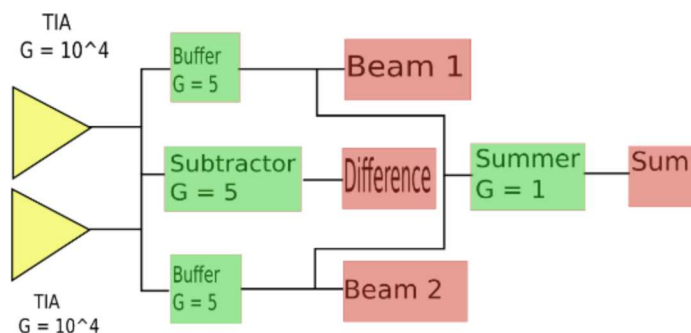 TIA
G = 10^4
Buffer
G = 5
Beam 1
Subtractor
G = 5
Difference
Summer
G = 1
Sum
Buffer
G = 5
Beam 2
TIA
G = 10^4